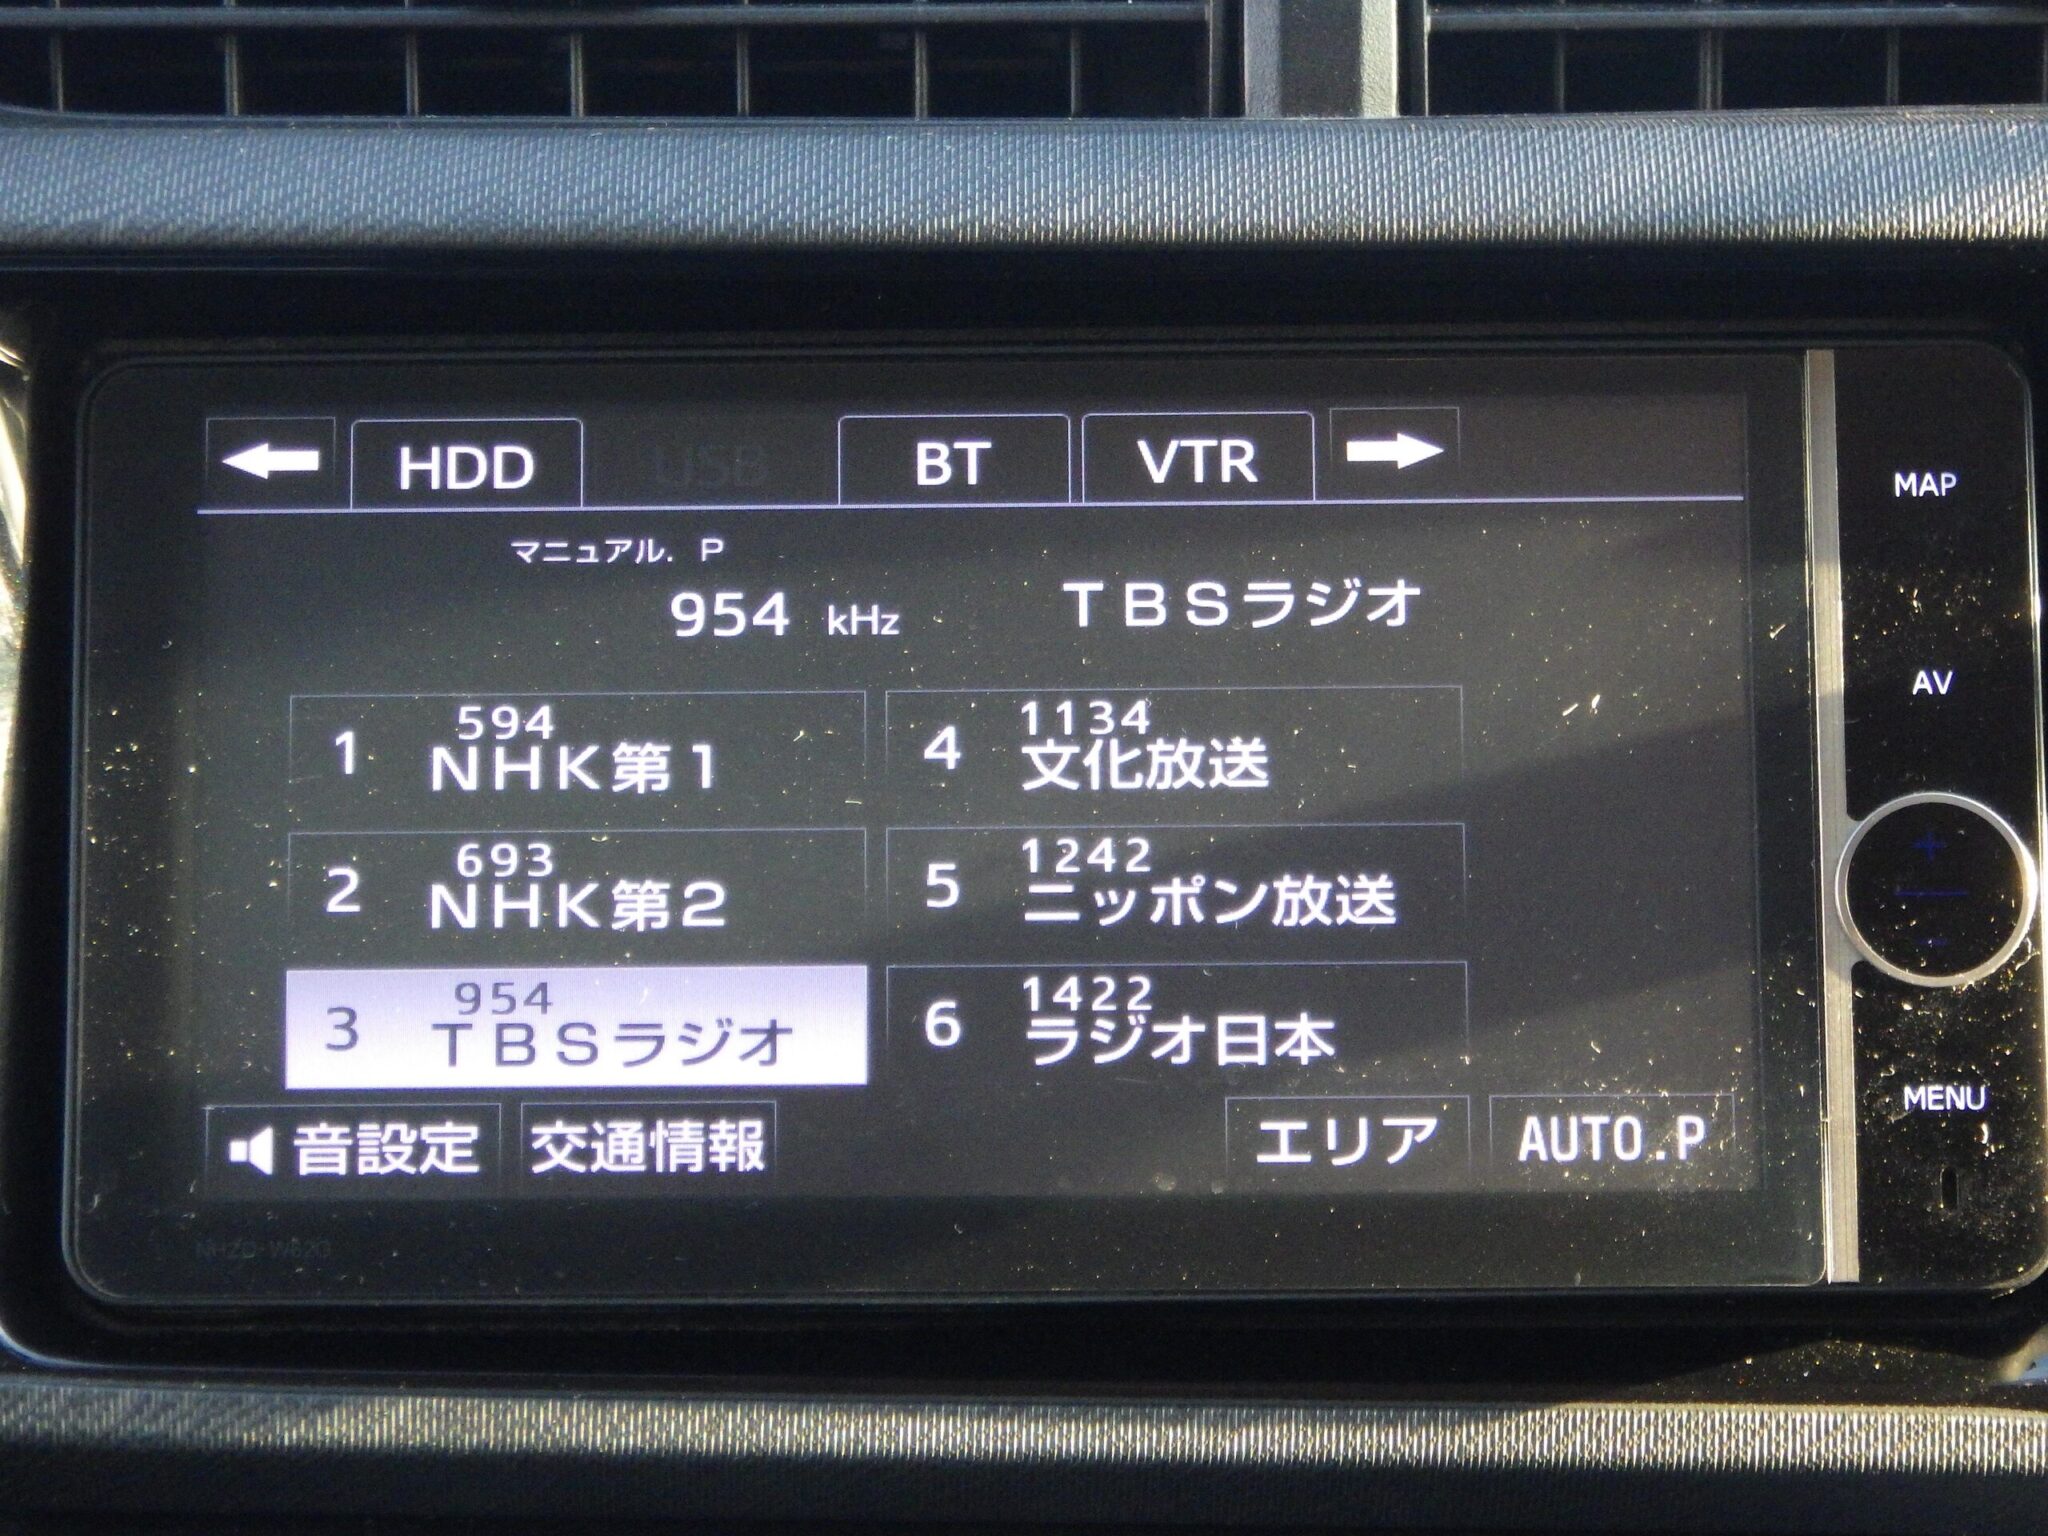 HDD USB BT VTR
MAP
マニュアル. P
954 kHz TBSラジオ
AV
1 594 NHK第1
4 1134 文化放送
2 693 NHK第2
5 1242 ニッポン放送
3 954 TBSラジオ
6 1422 ラジオ日本
MENU
音設定 交通情報 エリア AUTO.P